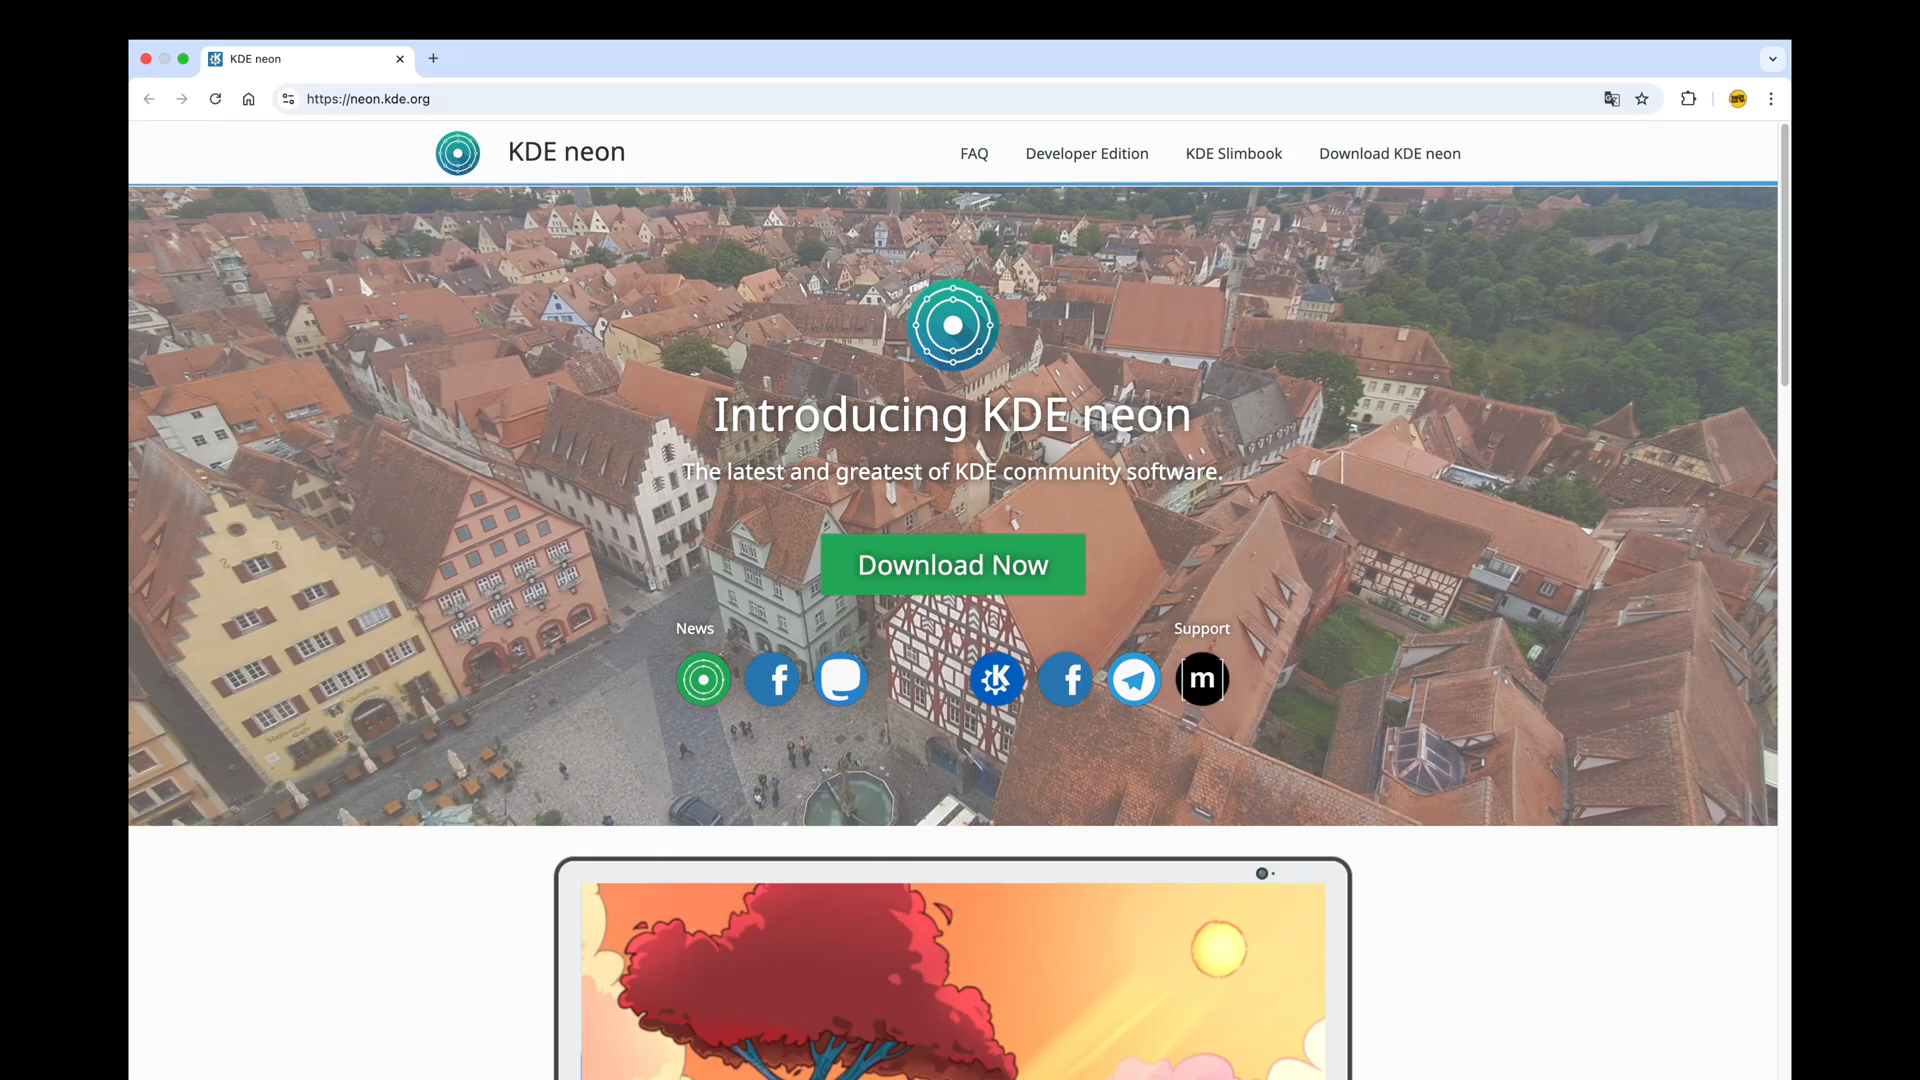 KDE neon
https://neon.kde.org
KDE neon
FAQ
Developer Edition
KDE Slimbook
Download KDE neon
Introducing KDE neon
The latest and greatest of KDE community software.
Download Now
News
Support
f
K
f
[m]